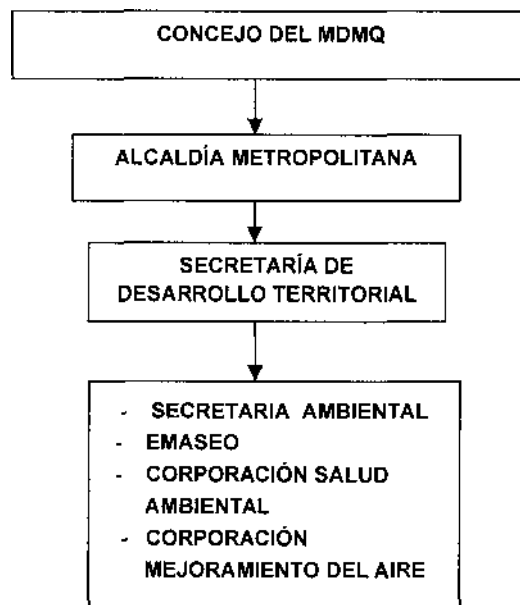 CONCEJO DEL MDMQ
ALCALDÍA METROPOLITANA
SECRETARÍA DE
DESARROLLO TERRITORIAL
- SECRETARIA AMBIENTAL
- EMASEO
- CORPORACIÓN SALUD
AMBIENTAL
- CORPORACIÓN
MEJORAMIENTO DEL AIRE